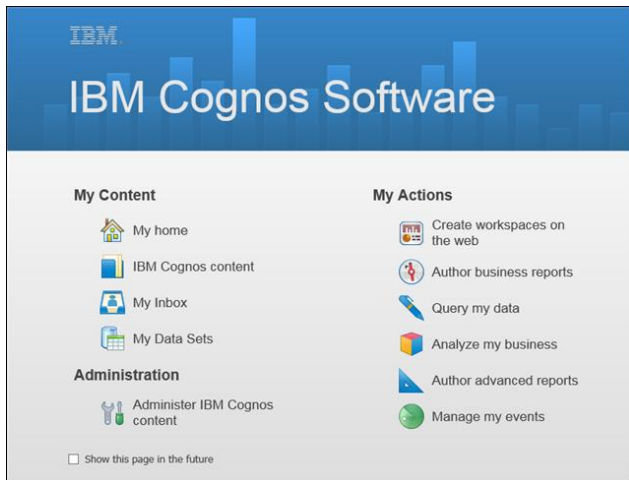 IBM
IBM Cognos Software
My Content
My home
IBM Cognos content
My Inbox
My Data Sets
Administration
Administer IBM Cognos
content
Show this page in the future
My Actions
Create workspaces on
the web
Author business reports
Query my data
Analyze my business
Author advanced reports
Manage my events